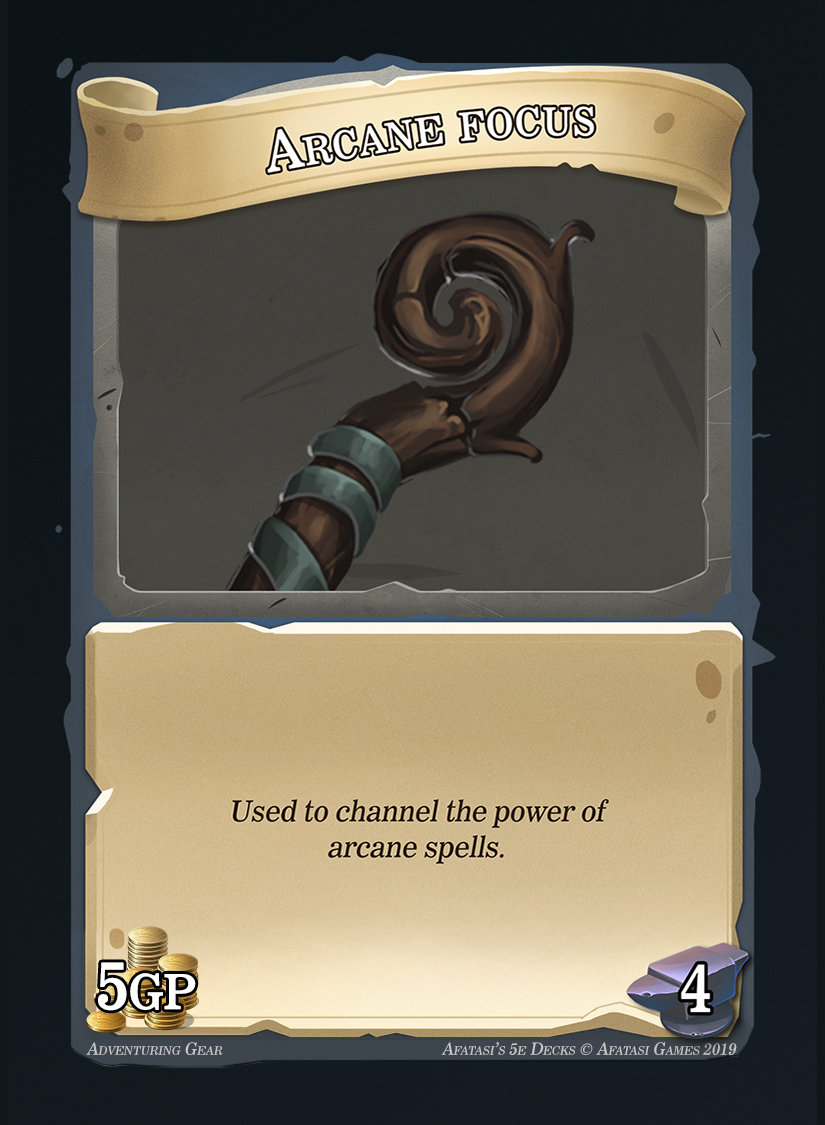 Arcane focus
Used to channel the power of
arcane spells.
5GP
4
Adventuring Gear
Afatasi's 5e Decks © Afatasi Games 2019